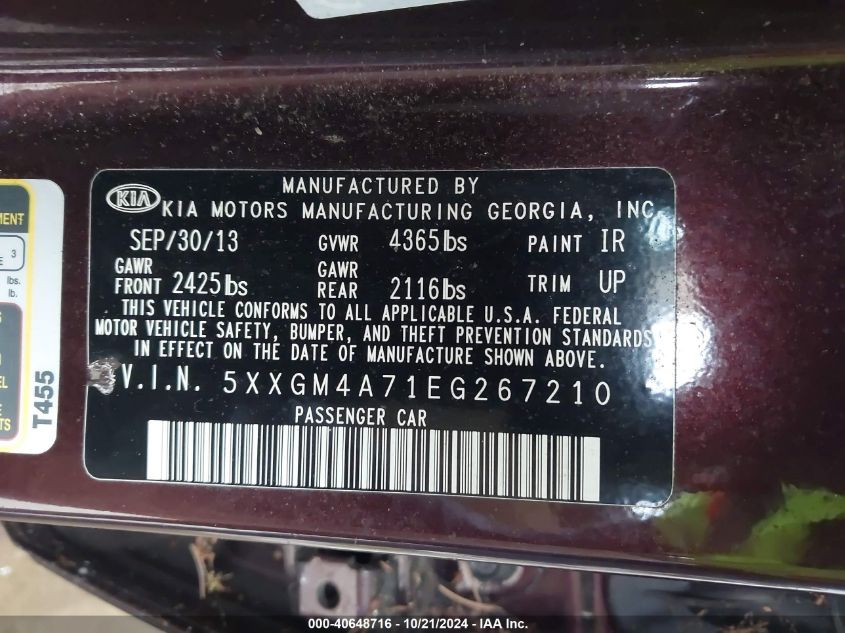 MANUFACTURED BY
KIA KIA MOTORS MANUFACTURING GEORGIA, INC
SEP/30/13 GVWR 4365lbs PAINT IR
GAWR FRONT 2425lbs GAWR REAR 2116lbs TRIM UP
THIS VEHICLE CONFORMS TO ALL APPLICABLE U.S.A. FEDERAL
MOTOR VEHICLE SAFETY, BUMPER, AND THEFT PREVENTION STANDARDS
IN EFFECT ON THE DATE OF MANUFACTURE SHOWN ABOVE.
V.I.N. 5XXGM4A71EG267210
PASSENGER CAR
3
lbs.
lb.
T455
000-40648716 - 10/21/2024 - IAA Inc.